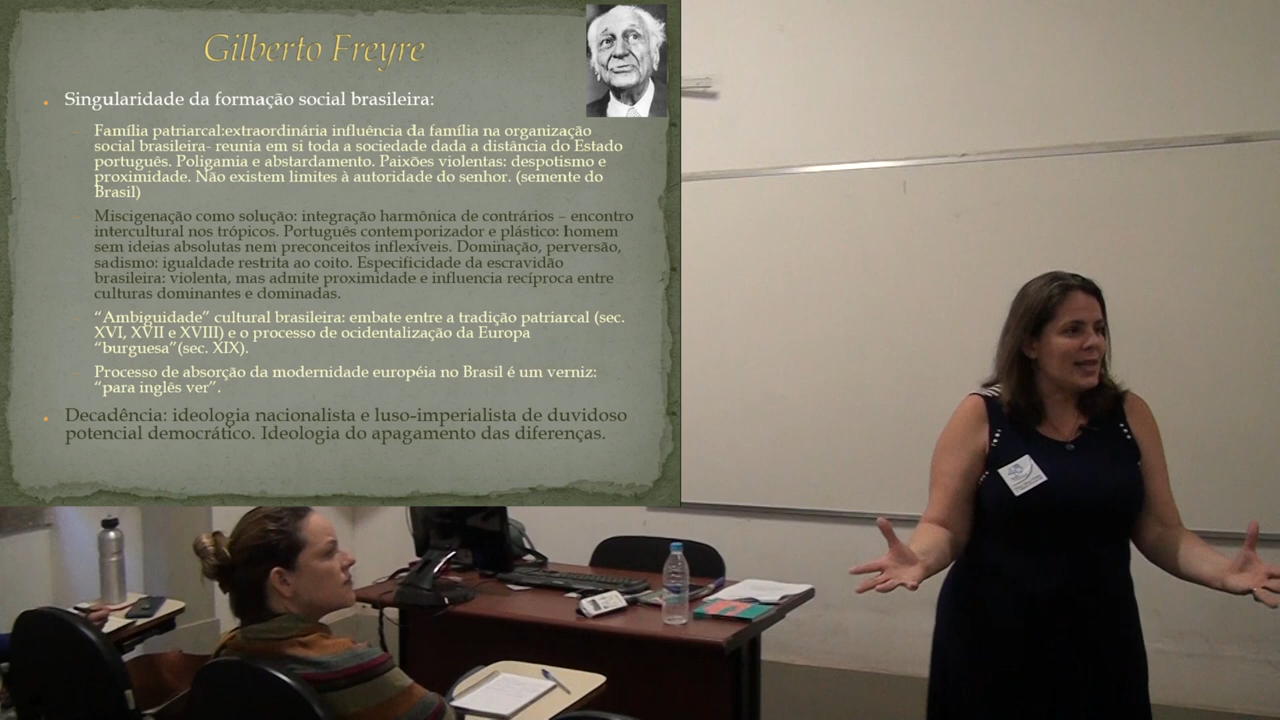 Gilberto Freyre
Singularidade da formação social brasileira:
Família patriarcal:extraordinária influência da família na organização
social brasileira- reunia em si toda a sociedade dada a distância do Estado
português. Poligamia e abstardamento. Paixões violentas: despotismo e
proximidade. Não existem limites à autoridade do senhor. (semente do
Brasil)
Miscigenação como solução: integração harmônica de contrários – encontro
intercultural nos trópicos. Português contemporizador e plástico: homem
sem ideias absolutas nem preconceitos inflexíveis. Dominação, perversão,
sadismo: igualdade restrita ao coito. Especificidade da escravidão
brasileira: violenta, mas admite proximidade e influencia recíproca entre
culturas dominantes e dominadas.
“Ambiguidade” cultural brasileira: embate entre a tradição patriarcal (sec.
XVI, XVII e XVIII) e o processo de ocidentalização da Europa
“burguesa”(sec. XIX).
Processo de absorção da modernidade européia no Brasil é um verniz:
“para inglês ver”.
Decadência: ideologia nacionalista e luso-imperialista de duvidoso
potencial democrático. Ideologia do apagamento das diferenças.